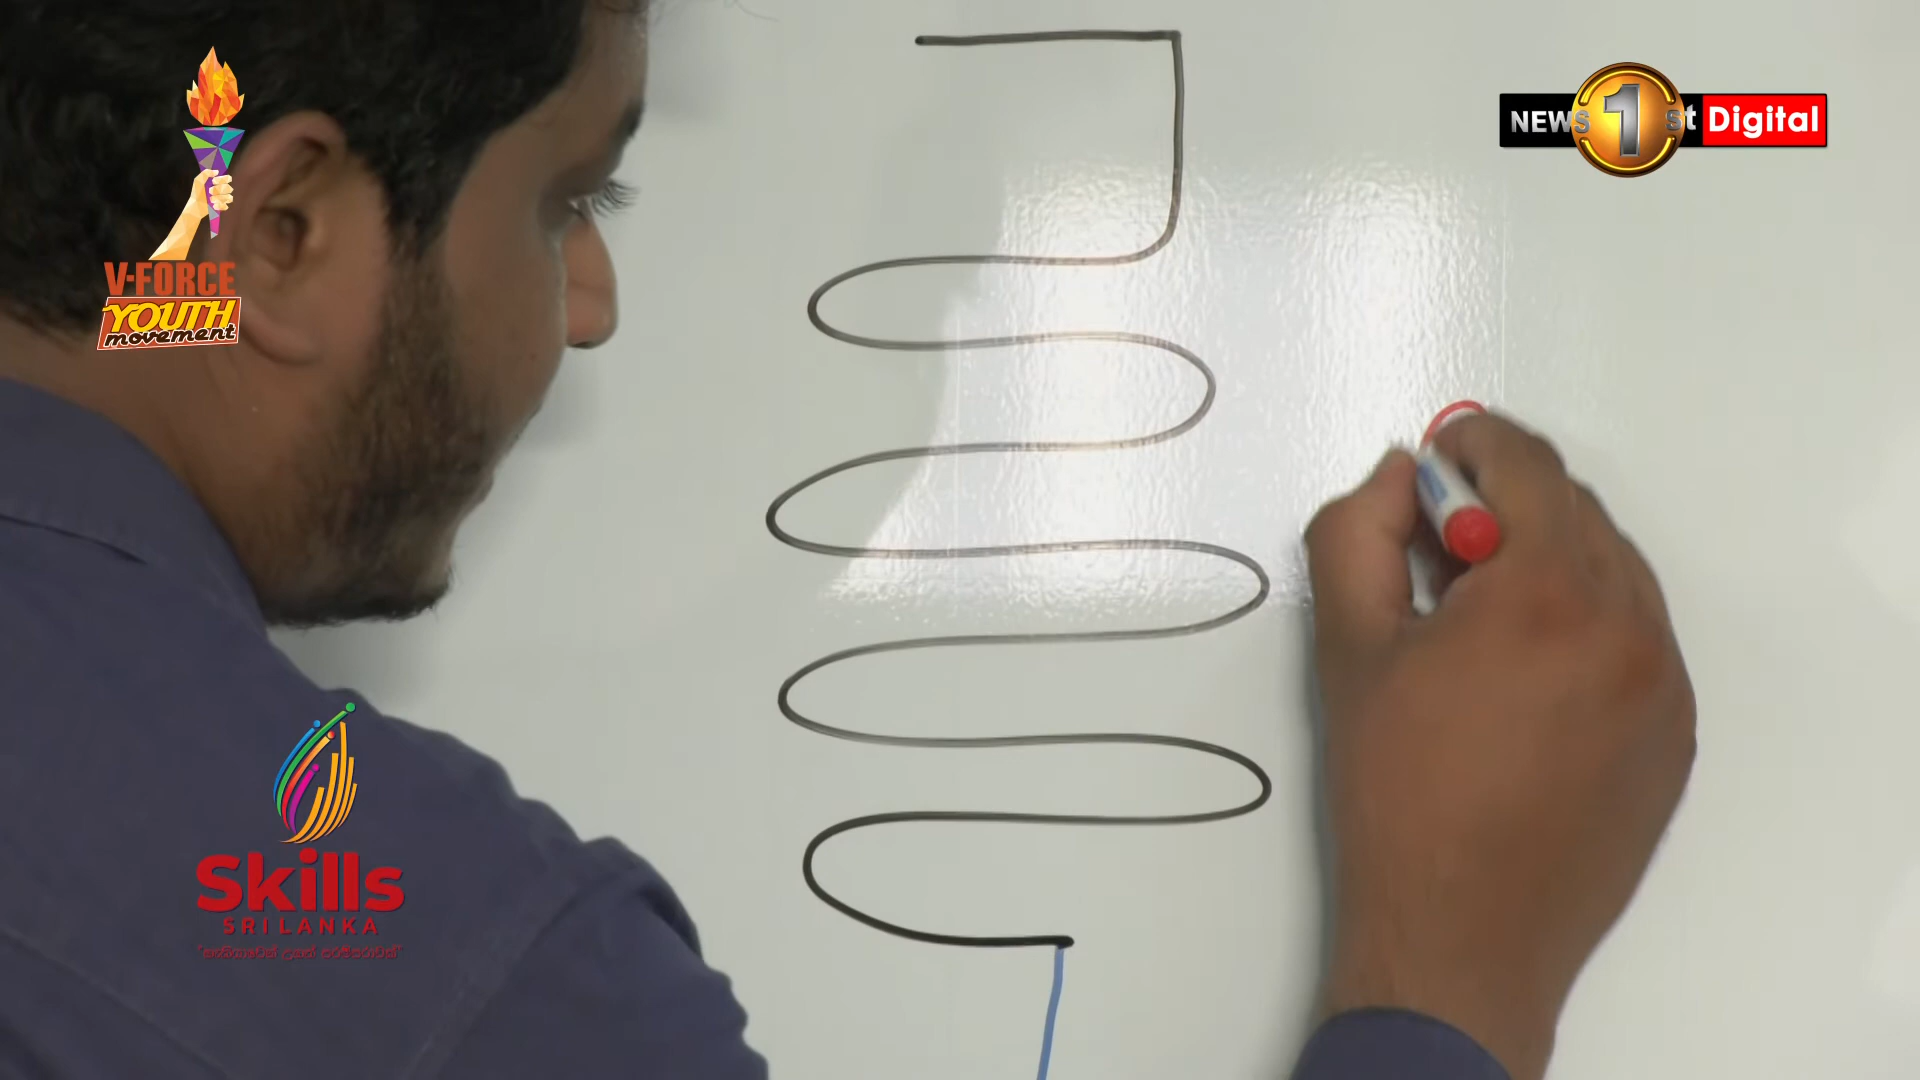 V-FORCE
YOUTH
movement
NEWS 1st Digital
Skills
SRI LANKA